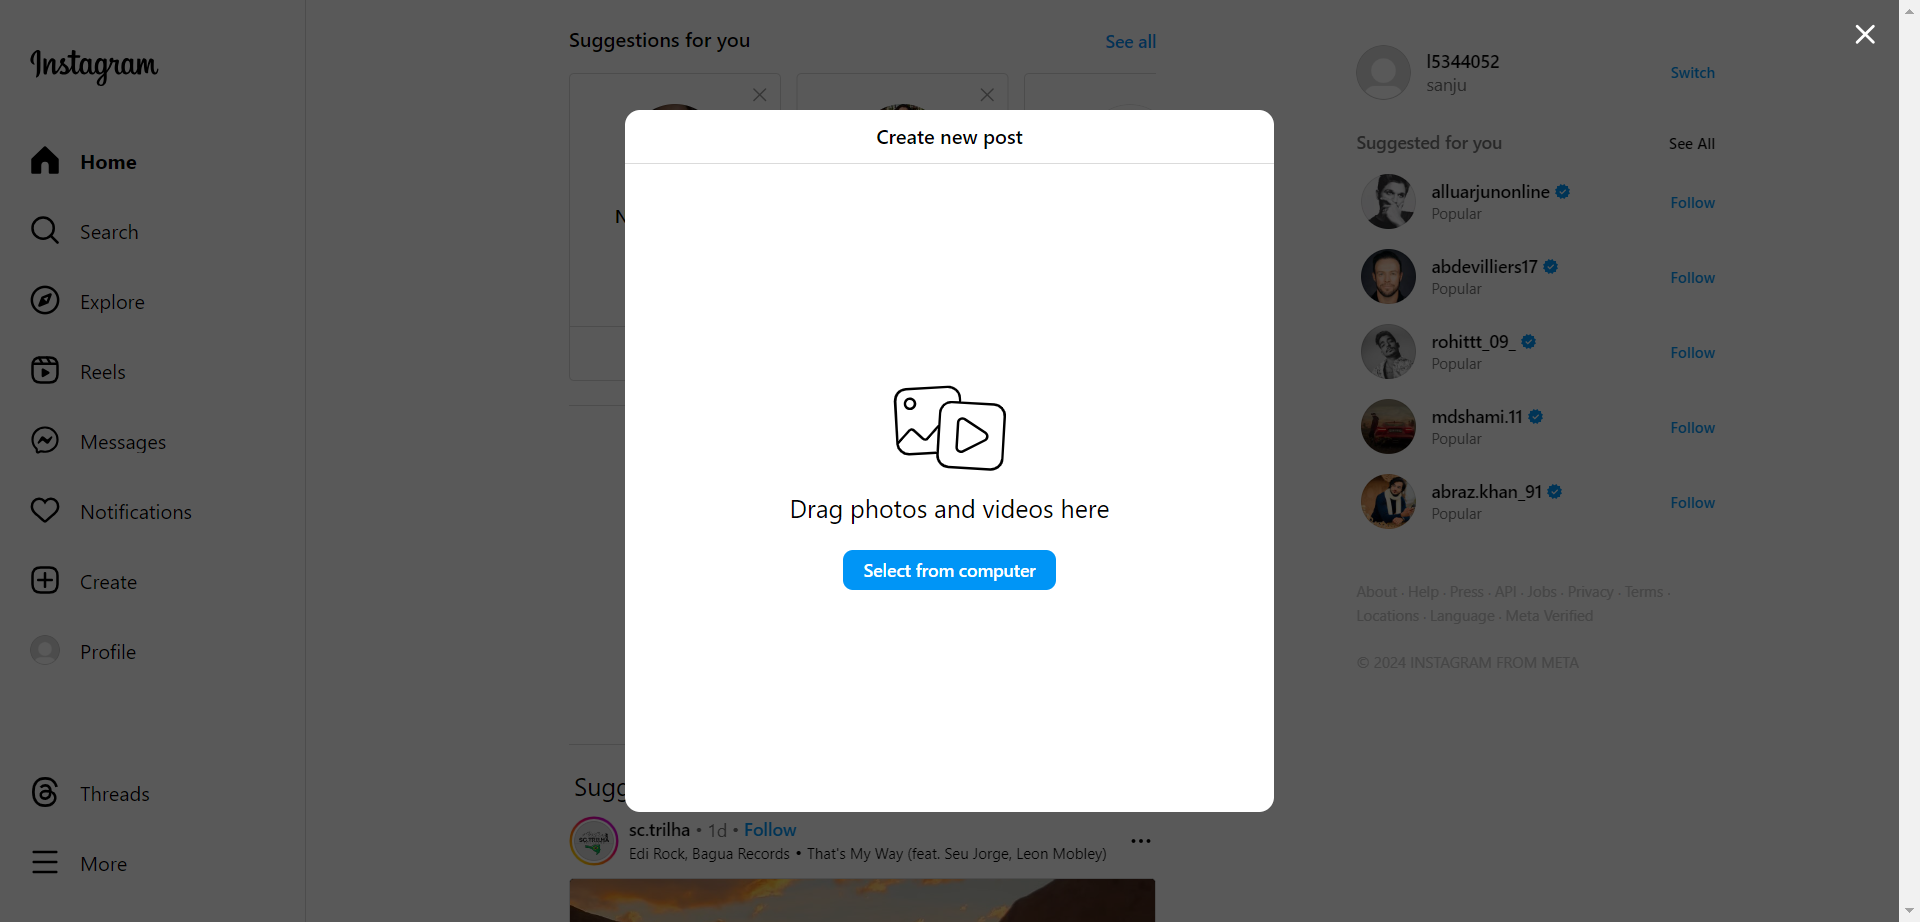 Instagram
Home
Search
Explore
Reels
Messages
Notifications
Create
Profile
Threads
More
Suggestions for you
See all
N
Create new post
Drag photos and videos here
Select from computer
Sugg
sc.trilha • 1d • Follow
Edi Rock, Bagua Records • That's My Way (feat. Seu Jorge, Leon Mobley)
l5344052
sanju
Switch
Suggested for you
See All
alluarjunonline
Popular
Follow
abdevilliers17
Popular
Follow
rohittt_09_
Popular
Follow
mdshami.11
Popular
Follow
abraz.khan_91
Popular
Follow
About · Help · Press · API · Jobs · Privacy · Terms ·
Locations · Language · Meta Verified
© 2024 INSTAGRAM FROM META